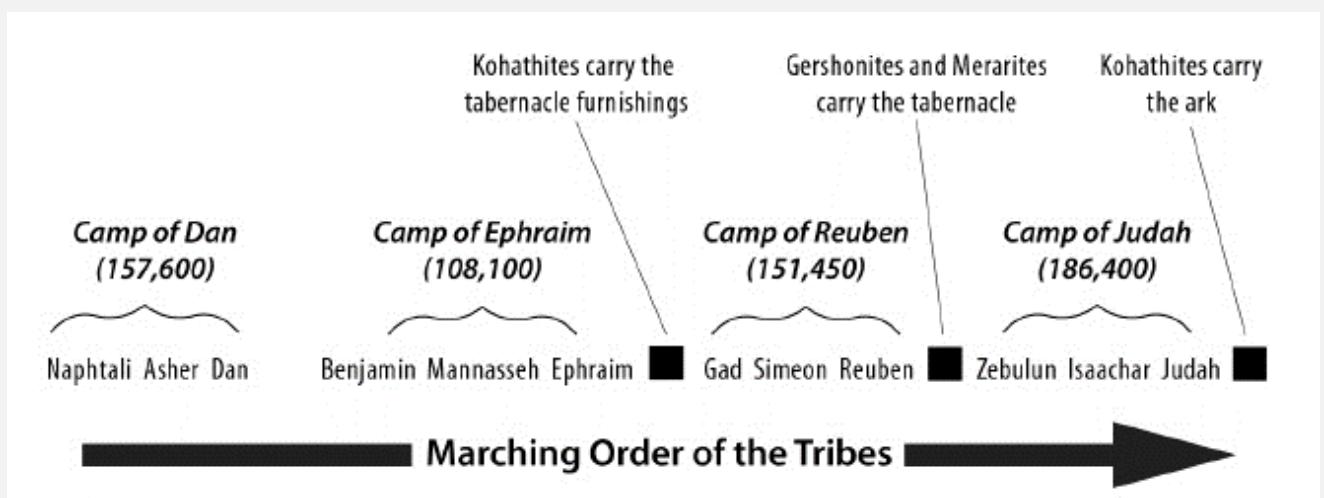 Kohathites carry the
tabernacle furnishings
Gershonites and Merarites
carry the tabernacle
Kohathites carry
the ark
Camp of Dan
(157,600)
Camp of Ephraim
(108,100)
Camp of Reuben
(151,450)
Camp of Judah
(186,400)
Naphtali Asher Dan
Benjamin Mannasseh Ephraim
Gad Simeon Reuben
Zebulun Isaachar Judah
Marching Order of the Tribes